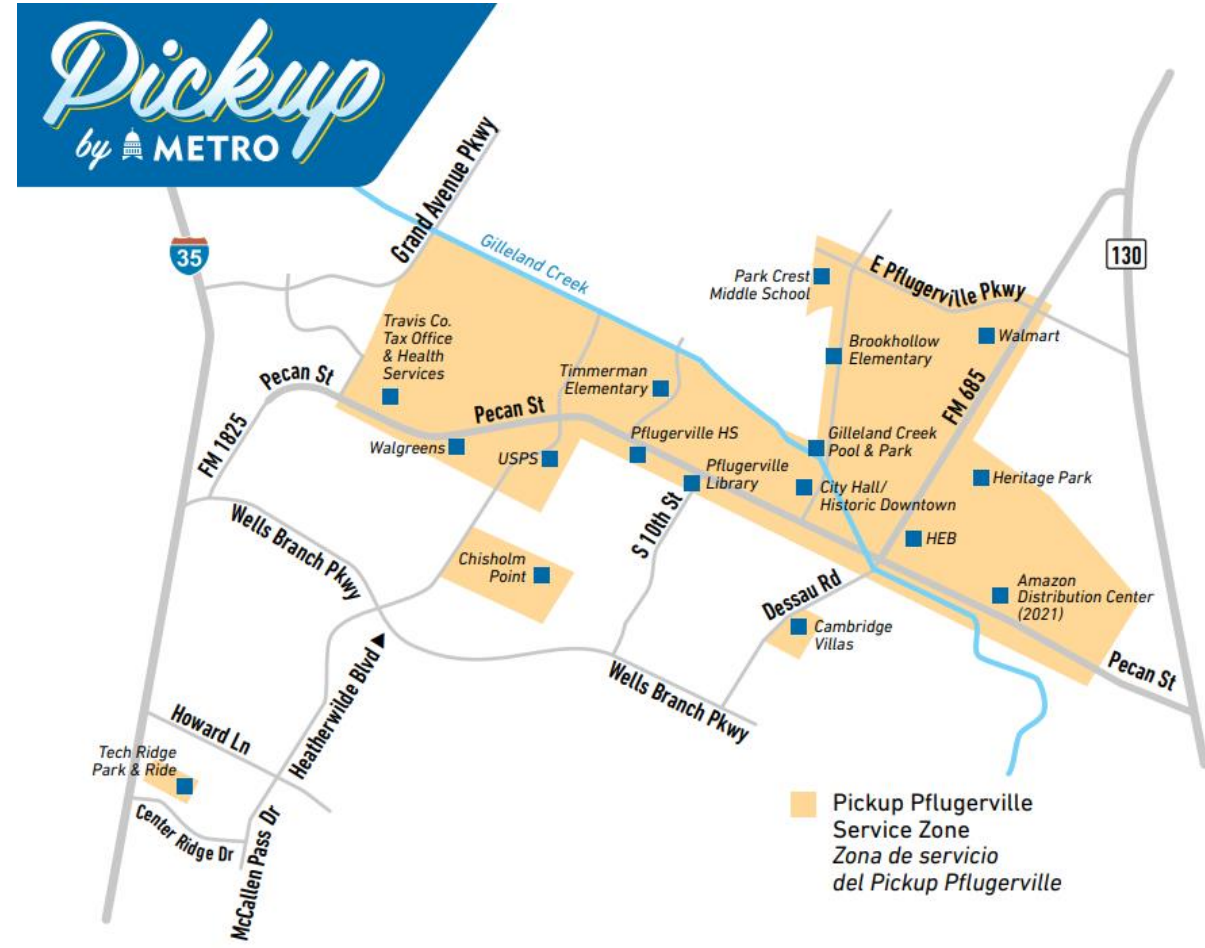 Pickup
by METRO
Grand Avenue Pkwy
35
Gilleland Creek
130
Park Crest
Middle School
E Pflugerville Pkwy
Travis Co.
Tax Office
& Health
Services
Walmart
Brookhollow
Elementary
Timmerman
Elementary
Pecan St
FM 685
Pecan St
FM 1825
Walgreens
USPS
Pflugerville HS
Gilleland Creek
Pool & Park
Pflugerville
Library
City Hall/
Historic Downtown
Heritage Park
Wells Branch Pkwy
S 10th St
HEB
Chisholm
Point
Dessau Rd
Amazon
Distribution Center
(2021)
Cambridge
Villas
Pecan St
Heatherwilde Blvd
Wells Branch Pkwy
Howard Ln
Tech Ridge
Park & Ride
Center Ridge Dr
McCallen Pass Dr
Pickup Pflugerville
Service Zone
Zona de servicio
del Pickup Pflugerville